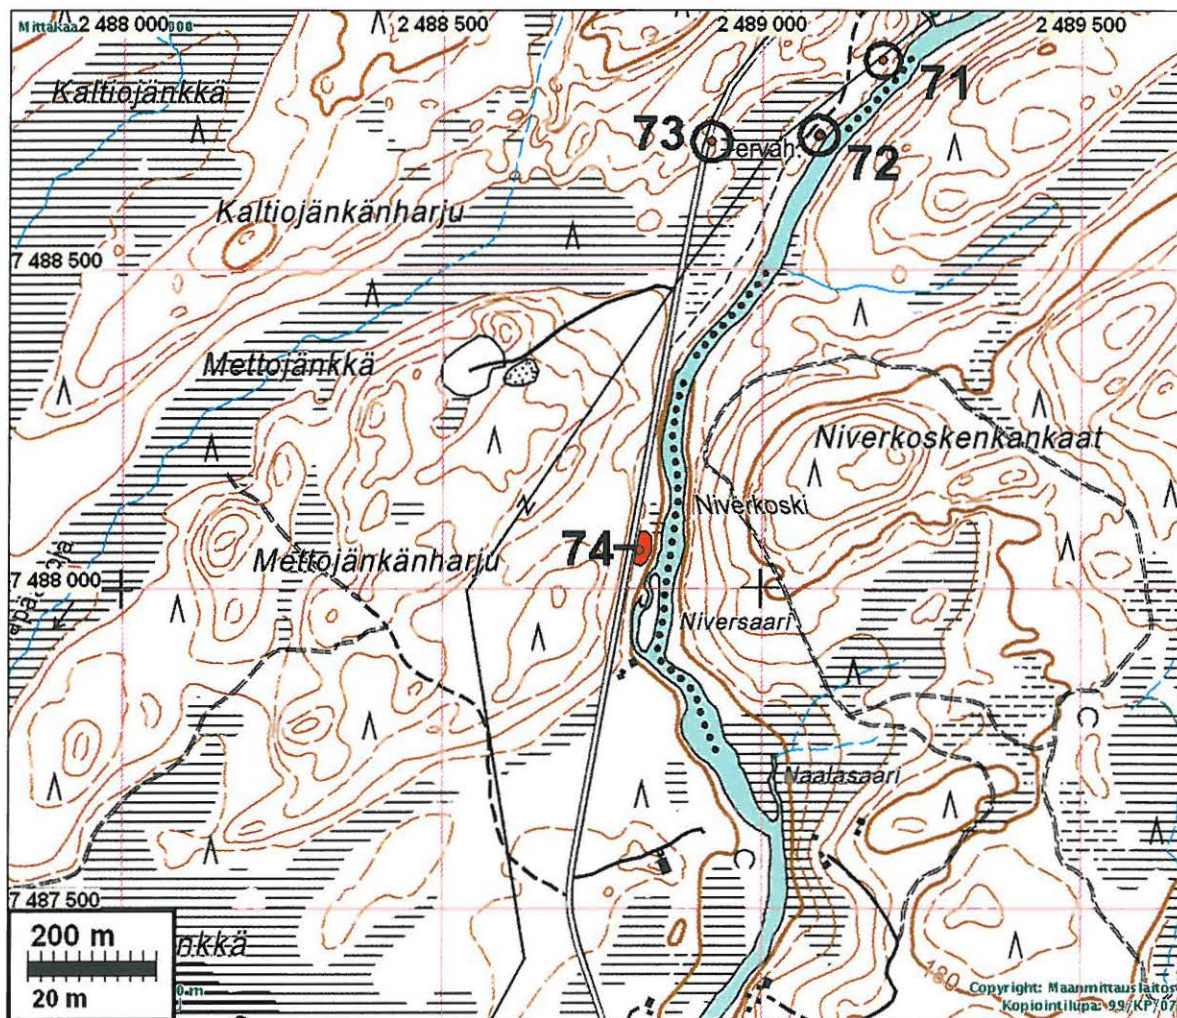 2 488 000
2 488 500
2 489 000
2 489 500
Kaltiojänkkä
71
73
72
Kaltiojänkänharju
7 488 500
Mettojänkkä
Niverkoskenkankaat
Niverkoski
74
Mettojänkänharju
7 488 000
Niversaari
Naalasaari
7 487 500
200 m
20 m
180
Copyright: Maanmittauslaitos
Kopiointilupa: 99/KP/07